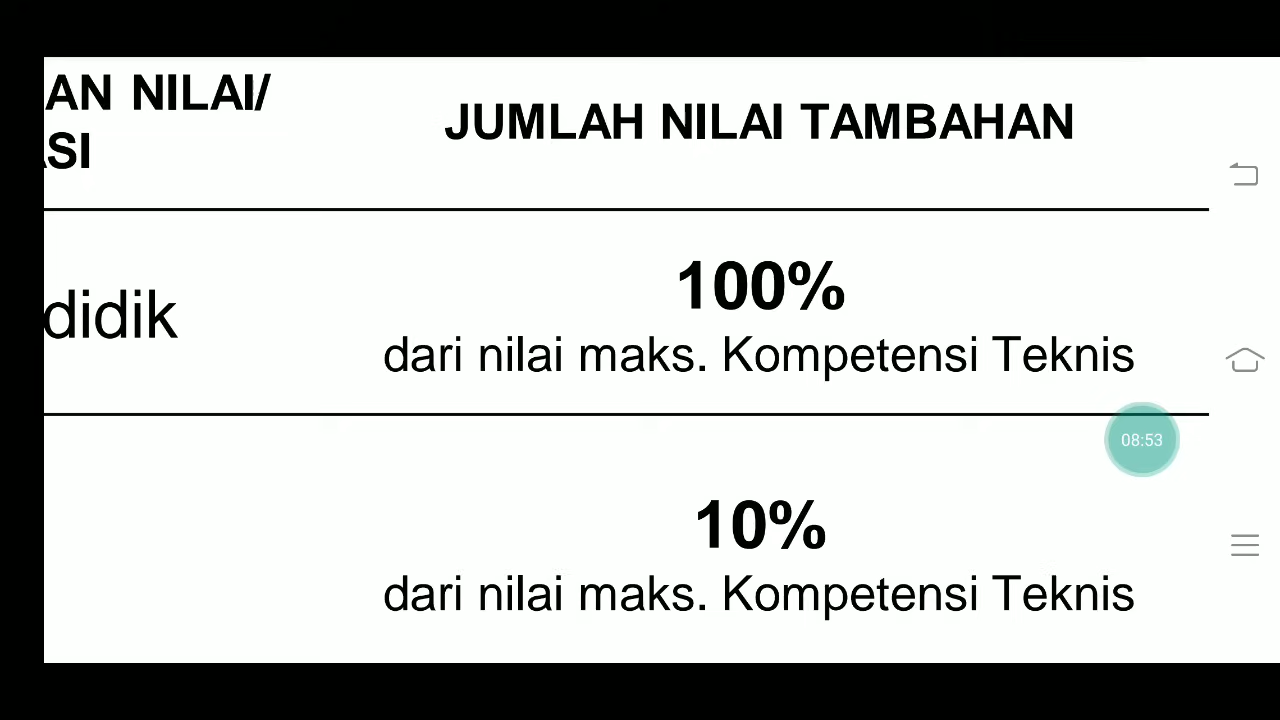 AN NILAI/
SI
JUMLAH NILAI TAMBAHAN
didik
100%
dari nilai maks. Kompetensi Teknis
08:53
10%
dari nilai maks. Kompetensi Teknis